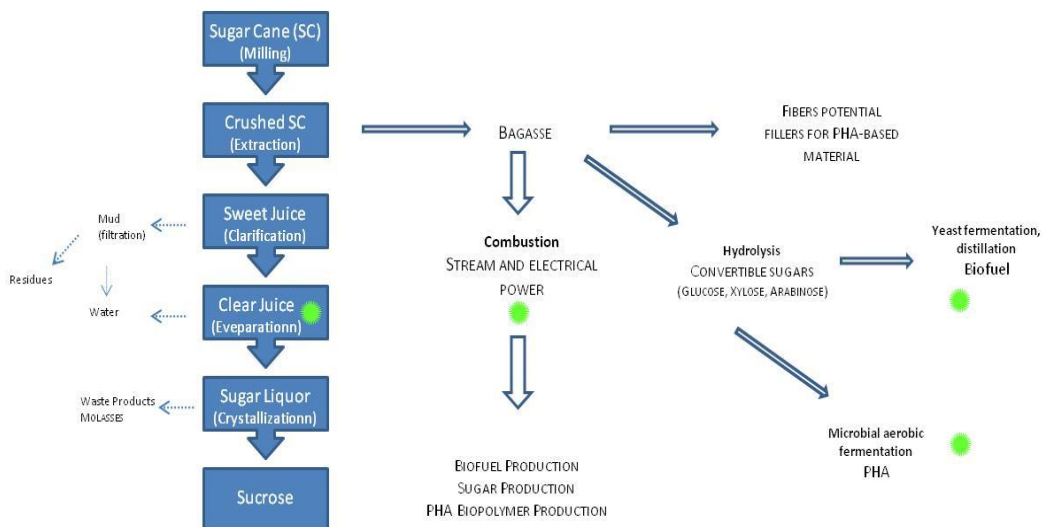 Sugar Cane (SC)
(Milling)
Crushed SC
(Extraction)
Sweet Juice
(Clarification)
Clear Juice
(Eveparationn)
Sugar Liquor
(Crystallizationn)
Sucrose
Mud
(filtration)
Residues
Water
Waste Products
MOLASSES
BAGASSE
FIBERS POTENTIAL
FILLERS FOR PHA-BASED
MATERIAL
Combustion
STREAM AND ELECTRICAL
POWER
BIOFUEL PRODUCTION
SUGAR PRODUCTION
PHA BIOPOLYMER PRODUCTION
Hydrolysis
CONVERTIBLE SUGARS
(GLUCOSE, XYLOSE, ARABINOSE)
Yeast fermentation,
distillation
Biofuel
Microbial aerobic
fermentation
PHA